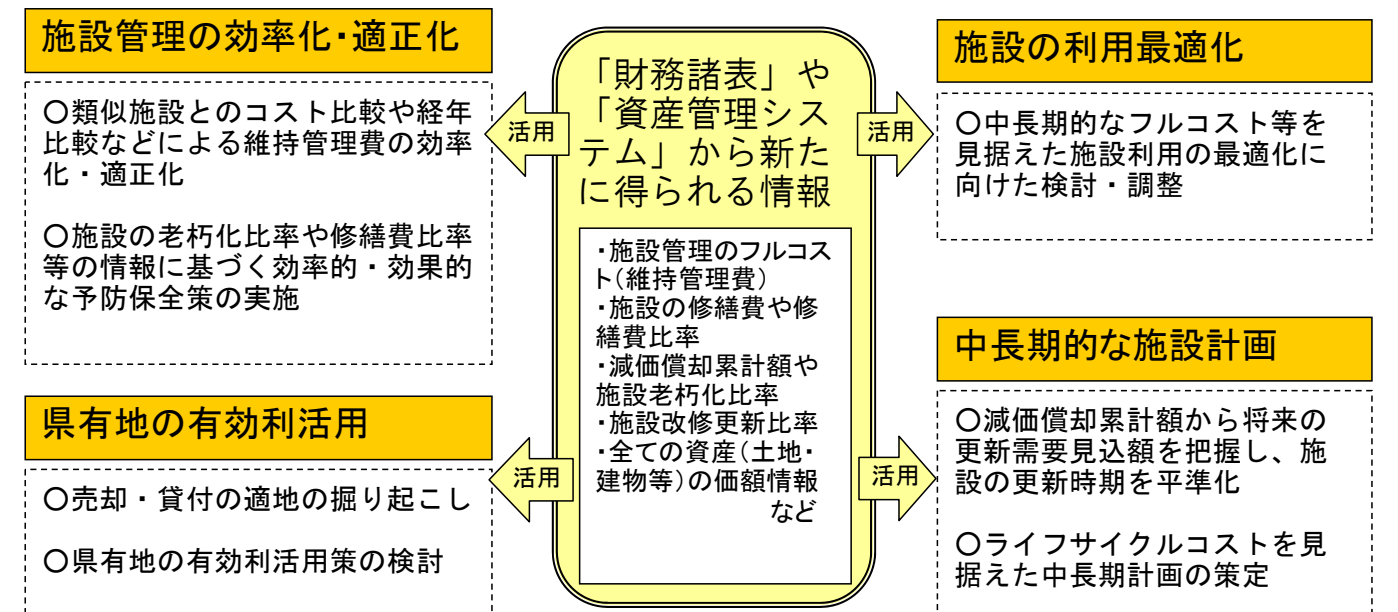 施設管理の効率化・適正化
〇類似施設とのコスト比較や経年
比較などによる維持管理費の効率
化・適正化
〇施設の老朽化比率や修繕費比率
等の情報に基づく効率的・効果的
な予防保全策の実施
県有地の有効利活用
〇売却・貸付の適地の掘り起こし
〇県有地の有効利活用策の検討
活用
活用
「財務諸表」や
「資産管理シス
テム」から新た
に得られる情報
・施設管理のフルコス
ト(維持管理費)
・施設の修繕費や修
繕費比率
・減価償却累計額や
施設老朽化比率
・施設改修更新比率
・全ての資産(土地・
建物等)の価額情報
など
活用
活用
施設の利用最適化
〇中長期的なフルコスト等を
見据えた施設利用の最適化に
向けた検討・調整
中長期的な施設計画
〇減価償却累計額から将来の
更新需要見込額を把握し、施
設の更新時期を平準化
〇ライフサイクルコストを見
据えた中長期計画の策定